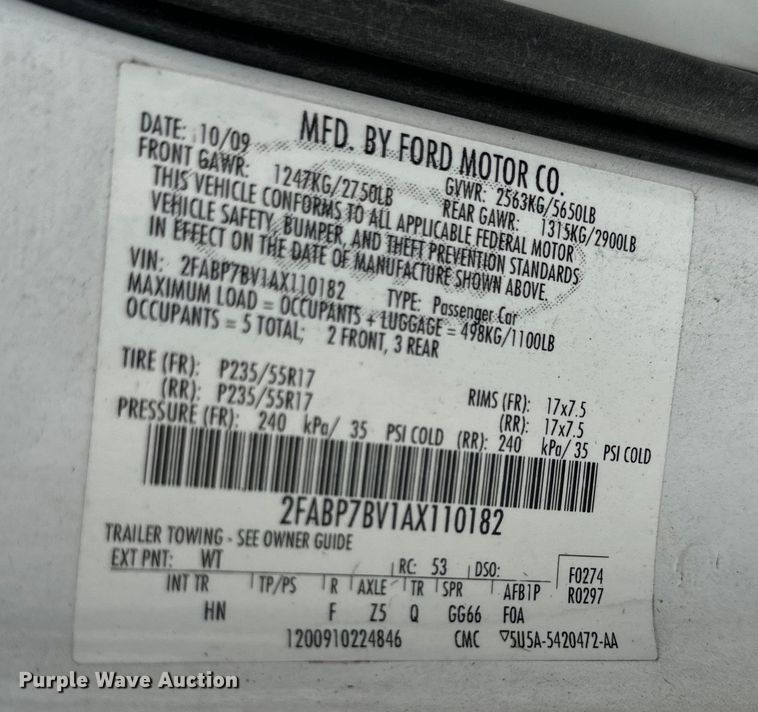 MFD. BY FORD MOTOR CO.
DATE: 10/09
GVWR: 2563KG/5650LB
FRONT GAWR: 1247KG/2750LB
REAR GAWR: 1315KG/2900LB
THIS VEHICLE CONFORMS TO ALL APPLICABLE FEDERAL MOTOR
VEHICLE SAFETY, BUMPER, AND THEFT PREVENTION STANDARDS
IN EFFECT ON THE DATE OF MANUFACTURE SHOWN ABOVE.
VIN: 2FABP7BV1AX110182 TYPE: Passenger Car
MAXIMUM LOAD = OCCUPANTS + LUGGAGE = 498KG/1100LB
OCCUPANTS = 5 TOTAL; 2 FRONT, 3 REAR
TIRE (FR): P235/55R17 RIMS (FR): 17x7.5
(RR): P235/55R17 (RR): 17x7.5
PRESSURE (FR): 240 kPa/ 35 PSI COLD (RR): 240 kPa/ 35 PSI COLD
2FABP7BV1AX110182
TRAILER TOWING - SEE OWNER GUIDE
EXT PNT: WT RC: 53 DSO: F0274
INT TR TP/PS R AXLE TR SPR AFB1P R0297
HN F Z5 Q GG66 F0A
1200910224846 CMC ▽5U5A-5420472-AA
Purple Wave Auction